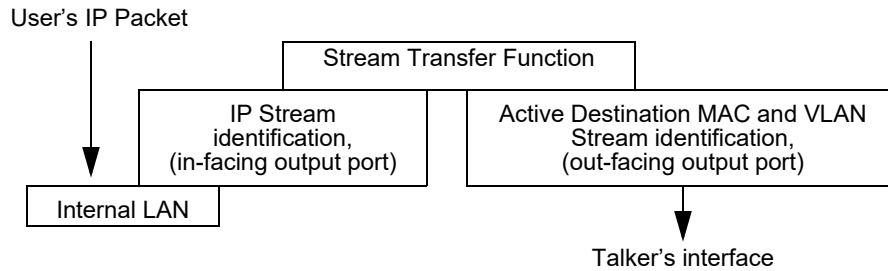 User's IP Packet
Stream Transfer Function
IP Stream
identification,
(in-facing output port)
Active Destination MAC and VLAN
Stream identification,
(out-facing output port)
Internal LAN
Talker's interface